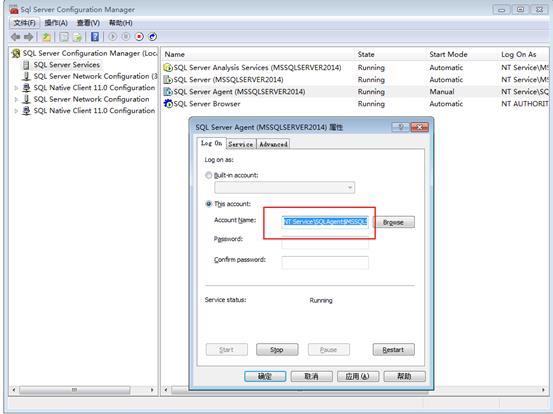 Sql Server Configuration Manager
文件(F) 操作(A) 查看(V) 帮助(H)
SQL Server Configuration Manager (Loca
SQL Server Services
SQL Server Network Configuration (3
SQL Native Client 11.0 Configuration
SQL Server Network Configuration
SQL Native Client 11.0 Configuration
Name State Start Mode Log On As
SQL Server Analysis Services (MSSQLSERVER2014) Running Automatic NT Service\MS
SQL Server (MSSQLSERVER2014) Running Automatic NT Service\MS
SQL Server Agent (MSSQLSERVER2014) Running Manual NT Service\SQ
SQL Server Browser Running Automatic NT AUTHORIT
SQL Server Agent (MSSQLSERVER2014) 属性
Log On Service Advanced
Log on as:
Built-in account:
This account:
Account Name: NT Service\SQLAgent$MSSQLS Browse
Password:
Confirm password:
Service status: Running
Start Stop Pause Restart
确定 取消 应用(A) 帮助